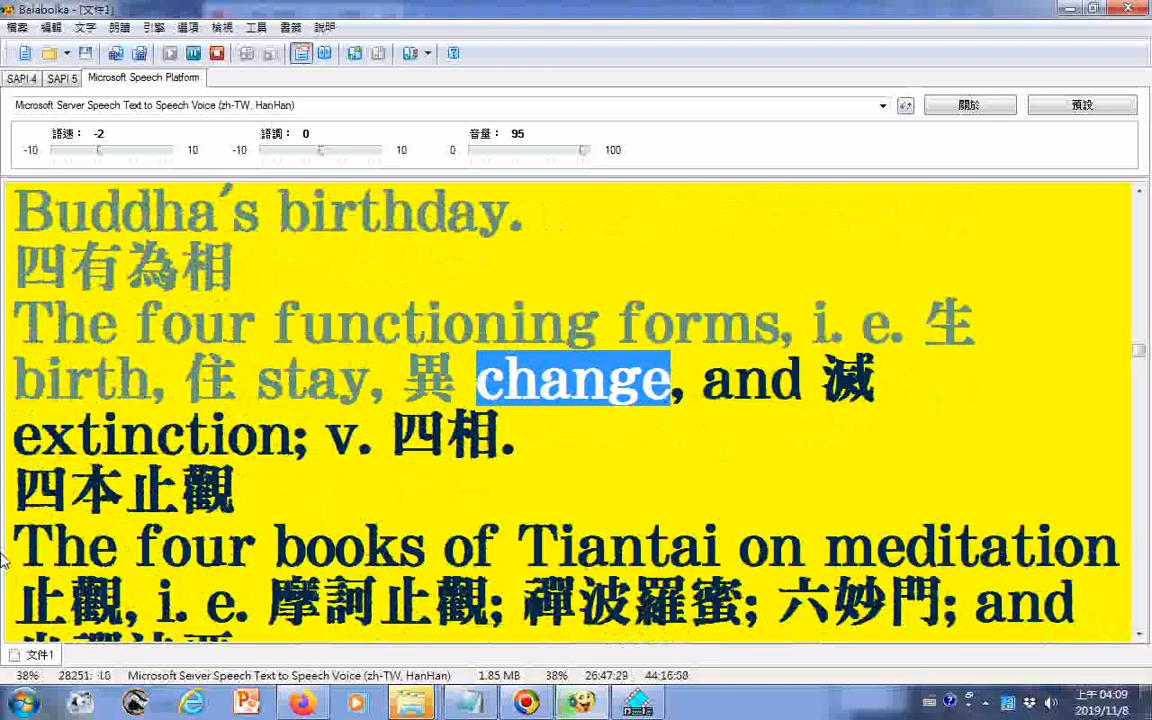 Balabolka - [文件1]
檔案 編輯 文字 朗讀 引擎 選項 檢視 工具 書籤 說明
SAPI 4 SAPI 5 Microsoft Speech Platform
Microsoft Server Speech Text to Speech Voice (zh-TW, HanHan) 關於 預設
語速： -2 語調： 0 音量： 95
-10 10 -10 10 0 100
Buddha's birthday.
四有為相
The four functioning forms, i. e. 生
birth, 住 stay, 異 change, and 滅
extinction; v. 四相.
四本止觀
The four books of Tiantai on meditation
止觀, i. e. 摩訶止觀; 禪波羅蜜; 六妙門; and
文件1
38% Microsoft Server Speech Text to Speech Voice (zh-TW, HanHan) 1.85 MB 38% 26:47:29 44:16:38
上午 04:09
2019/11/8